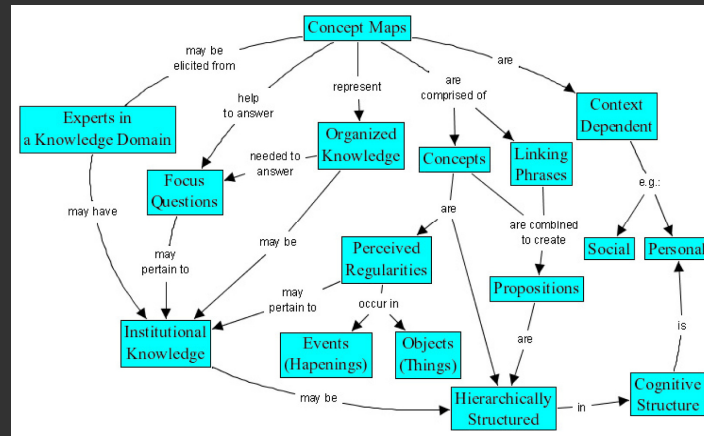 Concept Maps
may be
elicited from
help
to answer
represent
are
comprised of
are
Experts in
a Knowledge Domain
Organized
Knowledge
Concepts
Linking
Phrases
Context
Dependent
needed to
answer
Focus
Questions
e.g.:
may have
are
are combined
to create
may
pertain to
may be
Perceived
Regularities
Social
Personal
may
pertain to
occur in
Propositions
Institutional
Knowledge
Events
(Hapenings)
Objects
(Things)
are
is
may be
Hierarchically
Structured
in
Cognitive
Structure